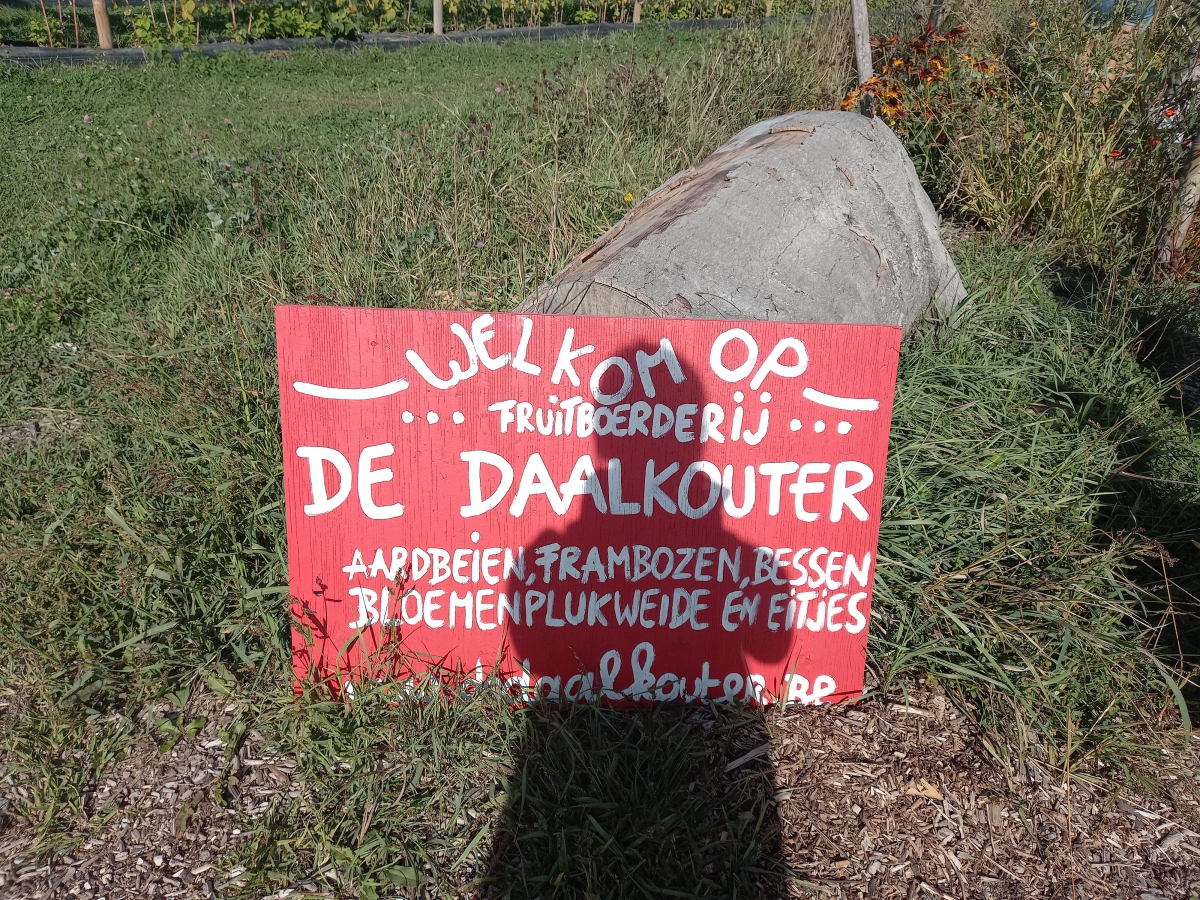 WELKOM OP
... FRUITBOERDERIJ ...
DE DAALKOUTER
AARDBEIEN, FRAMBOZEN, BESSEN
BLOEMENPLUKWEIDE EN EITJES
daalkouter.be